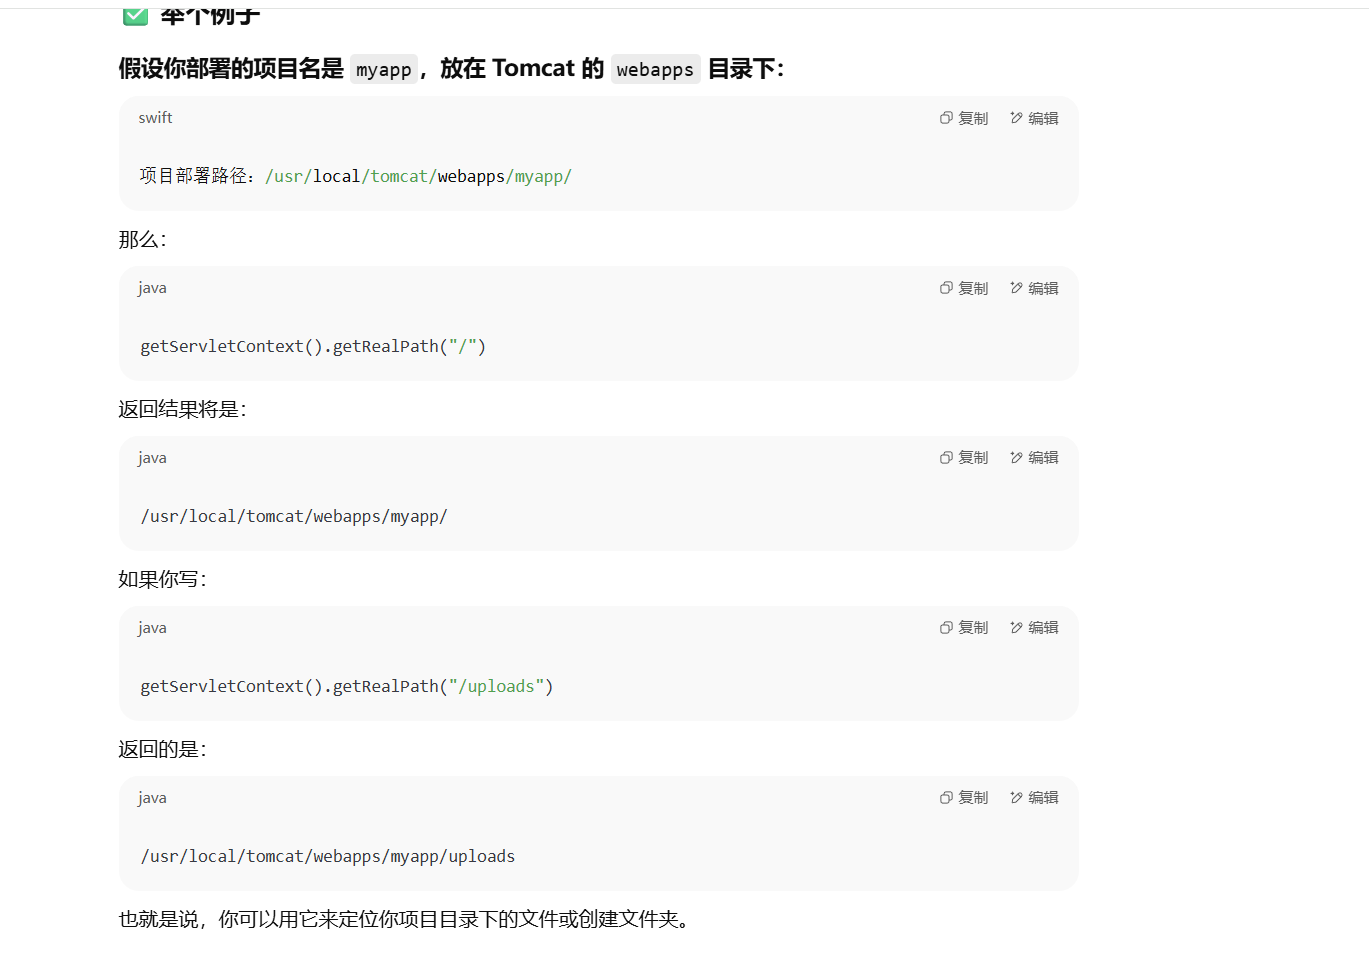 举个例子
假设你部署的项目名是 myapp，放在 Tomcat 的 webapps 目录下：
swift 复制 编辑
项目部署路径：/usr/local/tomcat/webapps/myapp/
那么：
java 复制 编辑
getServletContext().getRealPath("/")
返回结果将是：
java 复制 编辑
/usr/local/tomcat/webapps/myapp/
如果你写：
java 复制 编辑
getServletContext().getRealPath("/uploads")
返回的是：
java 复制 编辑
/usr/local/tomcat/webapps/myapp/uploads
也就是说，你可以用它来定位你项目目录下的文件或创建文件夹。